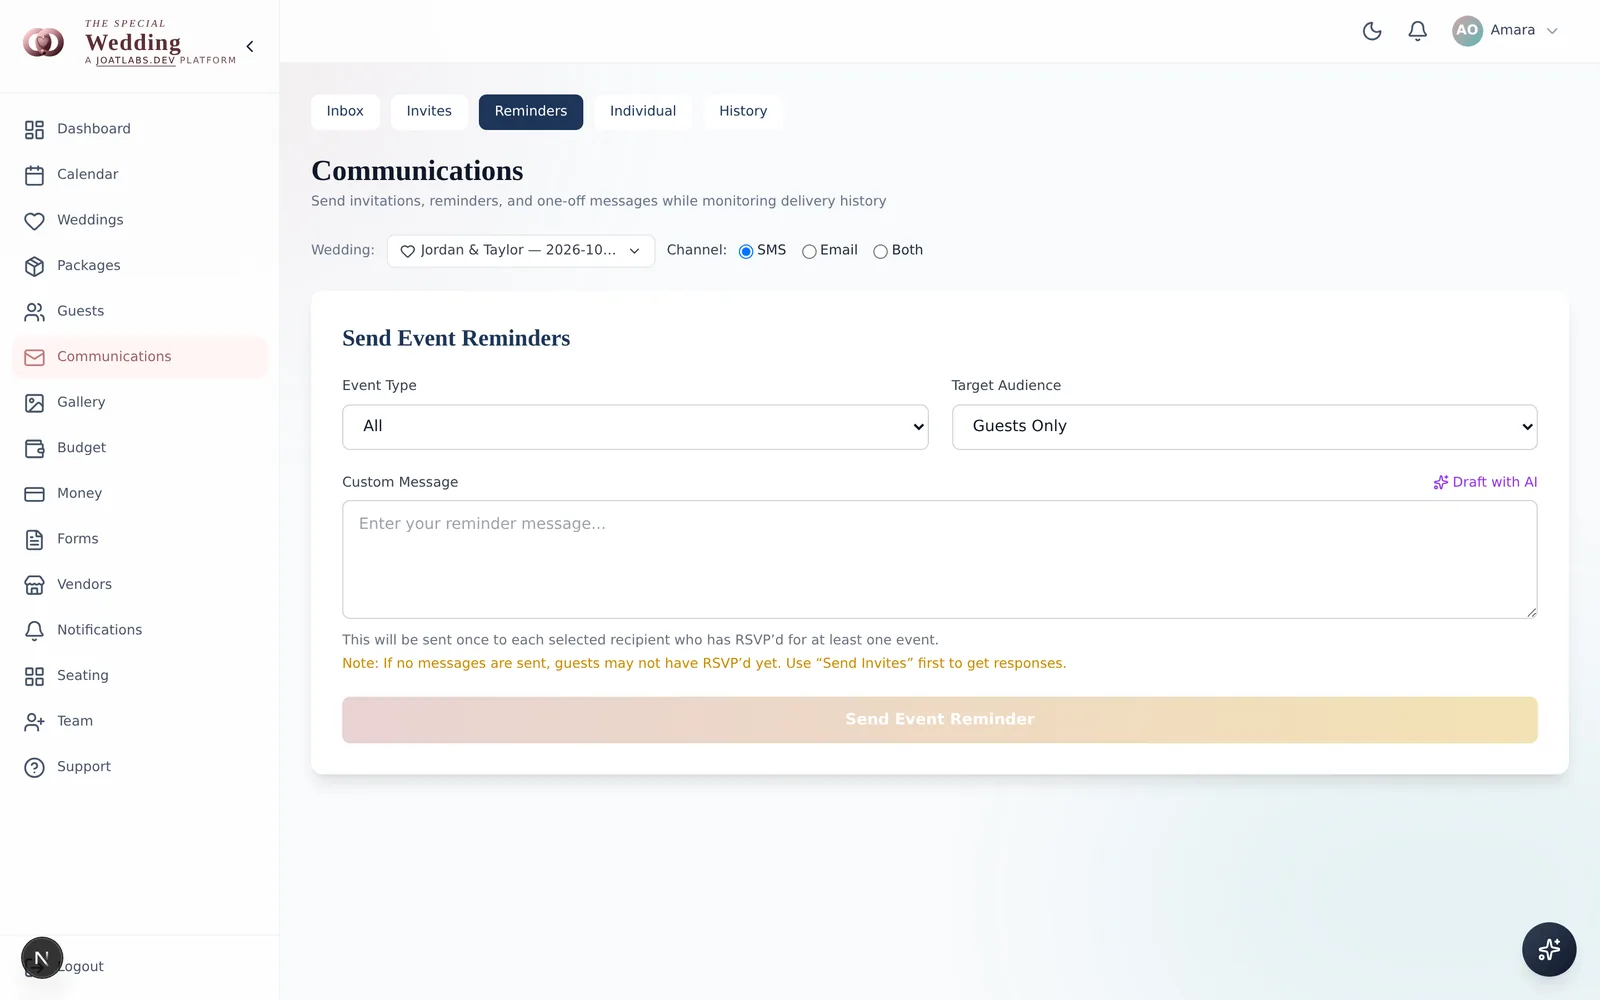 THE SPECIAL
Wedding
A JOATLABS.DEV PLATFORM
Dashboard
Calendar
Weddings
Packages
Guests
Communications
Gallery
Budget
Money
Forms
Vendors
Notifications
Seating
Team
Support
N
Logout
AO Amara
Inbox Invites Reminders Individual History
Communications
Send invitations, reminders, and one-off messages while monitoring delivery history
Wedding: Jordan & Taylor — 2026-10... Channel: SMS Email Both
Send Event Reminders
Event Type Target Audience
All Guests Only
Custom Message Draft with AI
Enter your reminder message...
This will be sent once to each selected recipient who has RSVP’d for at least one event.
Note: If no messages are sent, guests may not have RSVP’d yet. Use “Send Invites” first to get responses.
Send Event Reminder